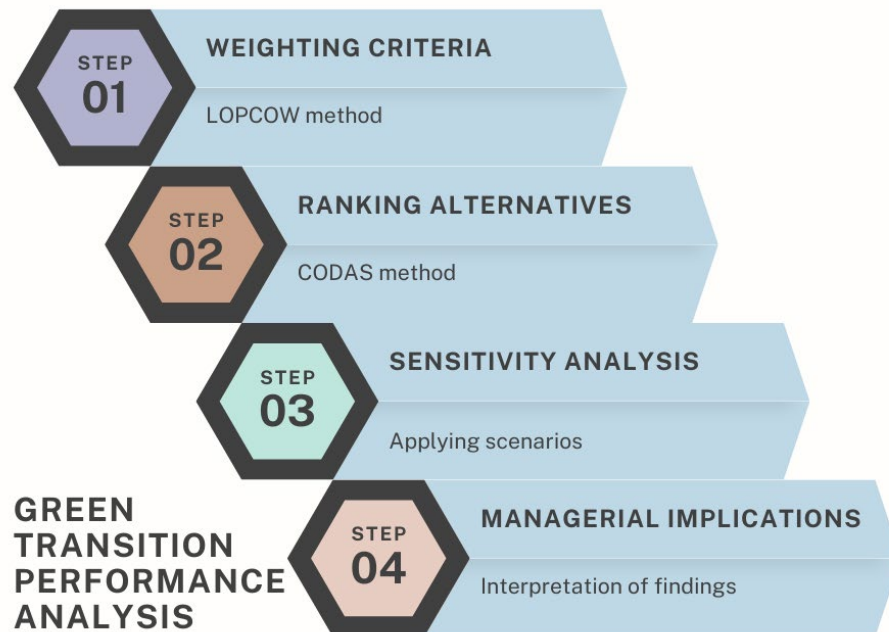 STEP
01
WEIGHTING CRITERIA
LOPCOW method
STEP
02
RANKING ALTERNATIVES
CODAS method
STEP
03
SENSITIVITY ANALYSIS
Applying scenarios
STEP
04
MANAGERIAL IMPLICATIONS
Interpretation of findings
GREEN
TRANSITION
PERFORMANCE
ANALYSIS